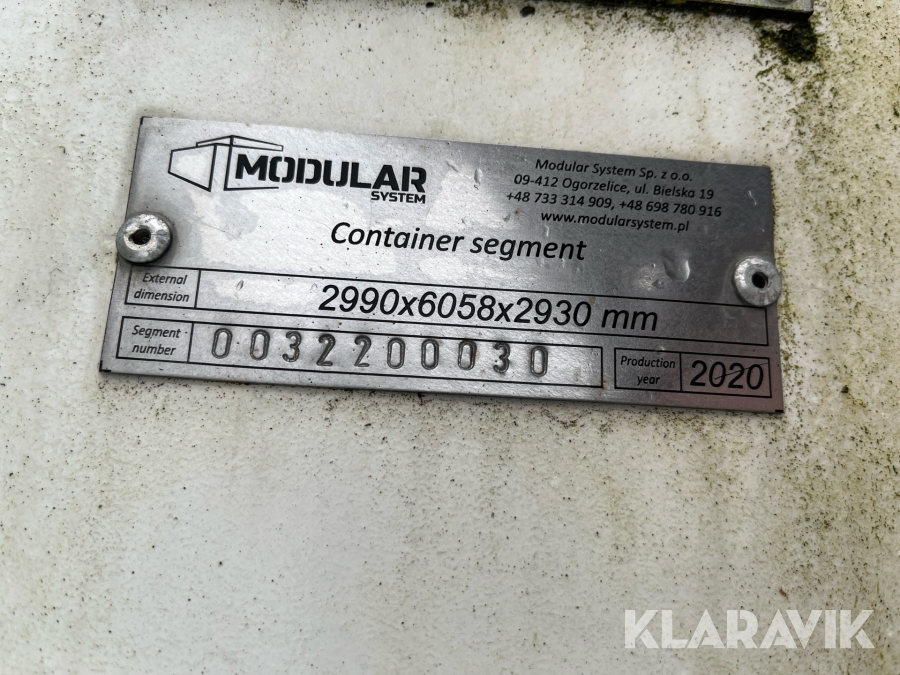 MODULAR
SYSTEM
Modular System Sp. z o.o.
09-412 Ogorzelice, ul. Bielska 19
+48 733 314 909, +48 698 780 916
www.modularsystem.pl
Container segment
External
dimension
2990x6058x2930 mm
Segment
number
0032200030
Production
year
2020
KLARAVIK